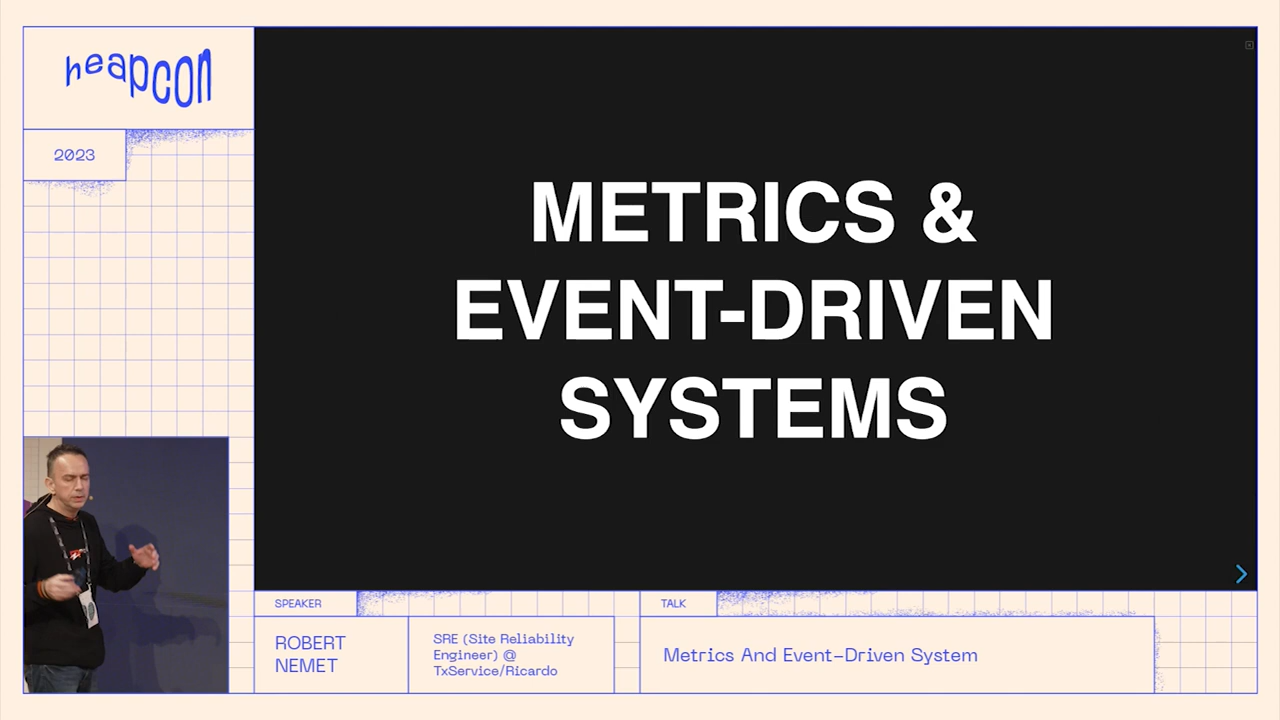 heapcon
2023
METRICS &
EVENT-DRIVEN
SYSTEMS
SPEAKER
ROBERT
NEMET
SRE (Site Reliability
Engineer) @
TxService/Ricardo
TALK
Metrics And Event-Driven System